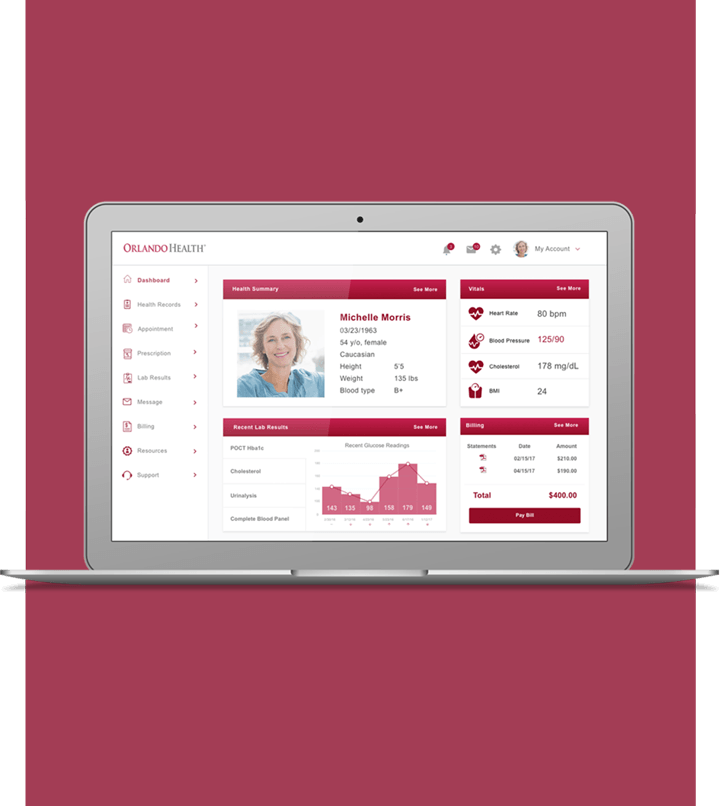 ORLANDO HEALTH
My Account
Dashboard
Health Records
Appointment
Prescription
Lab Results
Message
Billing
Resources
Support
Health Summary See More
Michelle Morris
03/23/1963
54 y/o, female
Caucasian
Height 5'5
Weight 135 lbs
Blood type B+
Vitals See More
Heart Rate 80 bpm
Blood Pressure 125/90
Cholesterol 178 mg/dL
BMI 24
Recent Lab Results See More
POCT Hba1c
Cholesterol
Urinalysis
Complete Blood Panel
Recent Glucose Readings
143 135 98 158 179 149
Billing See More
Statements Date Amount
02/15/17 $210.00
04/15/17 $190.00
Total $400.00
Pay Bill